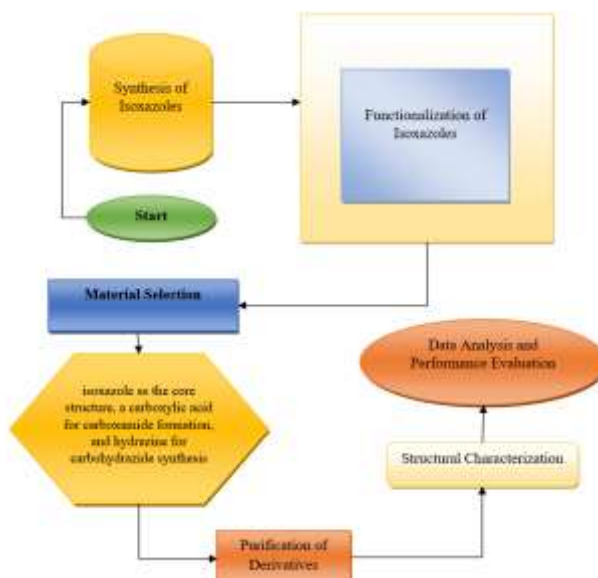 Synthesis of
Isoxazoles
Functionalization of
Isoxazoles
Start
Material Selection
isoxazole as the core
structure, a carboxylic acid
for carboxamide formation,
and hydrazine for
carbohydrazide synthesis
Data Analysis and
Performance Evaluation
Structural Characterization
Purification of
Derivatives